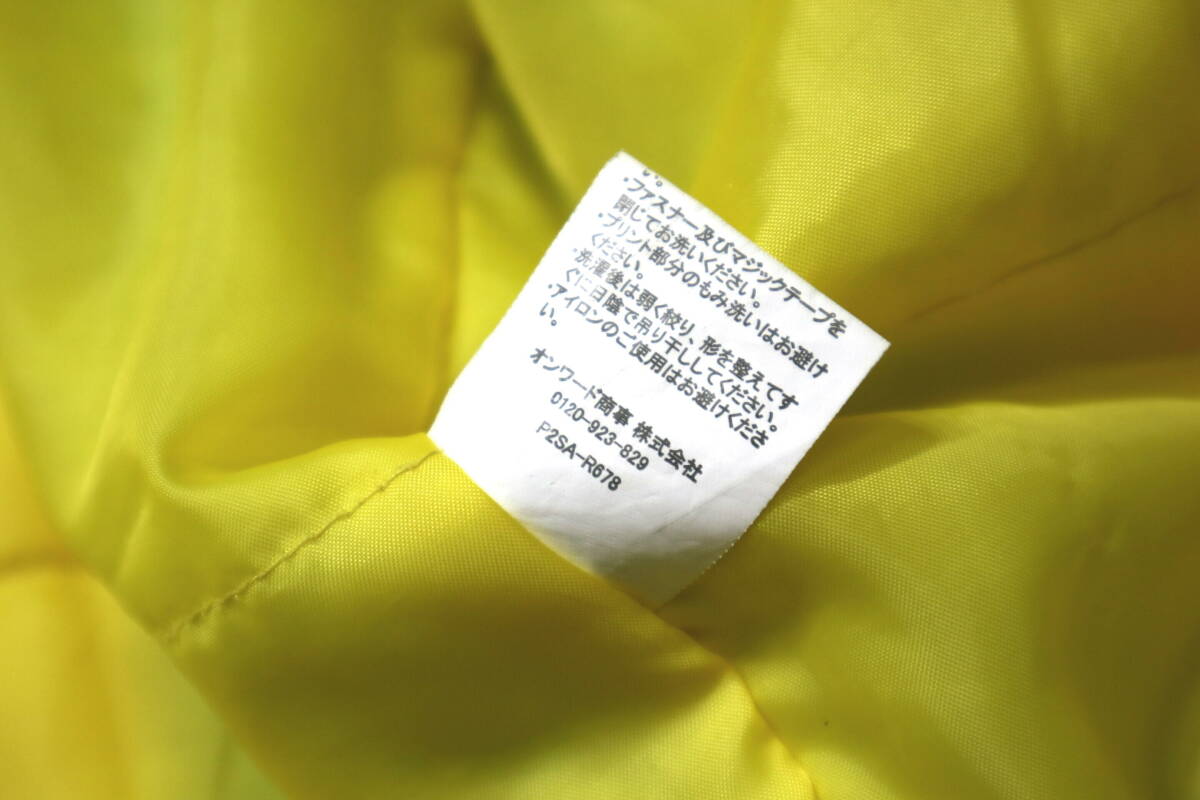 い。
・ファスナー及びマジックテープを
閉じてお洗いください。
・プリント部分のもみ洗いはお避け
ください。
・洗濯後は弱く絞り、形を整えてす
ぐに日陰で吊り干ししてください。
・アイロンのご使用はお避けくださ
い。
オンワード商事 株式会社
0120-923-829
P2SA-R678